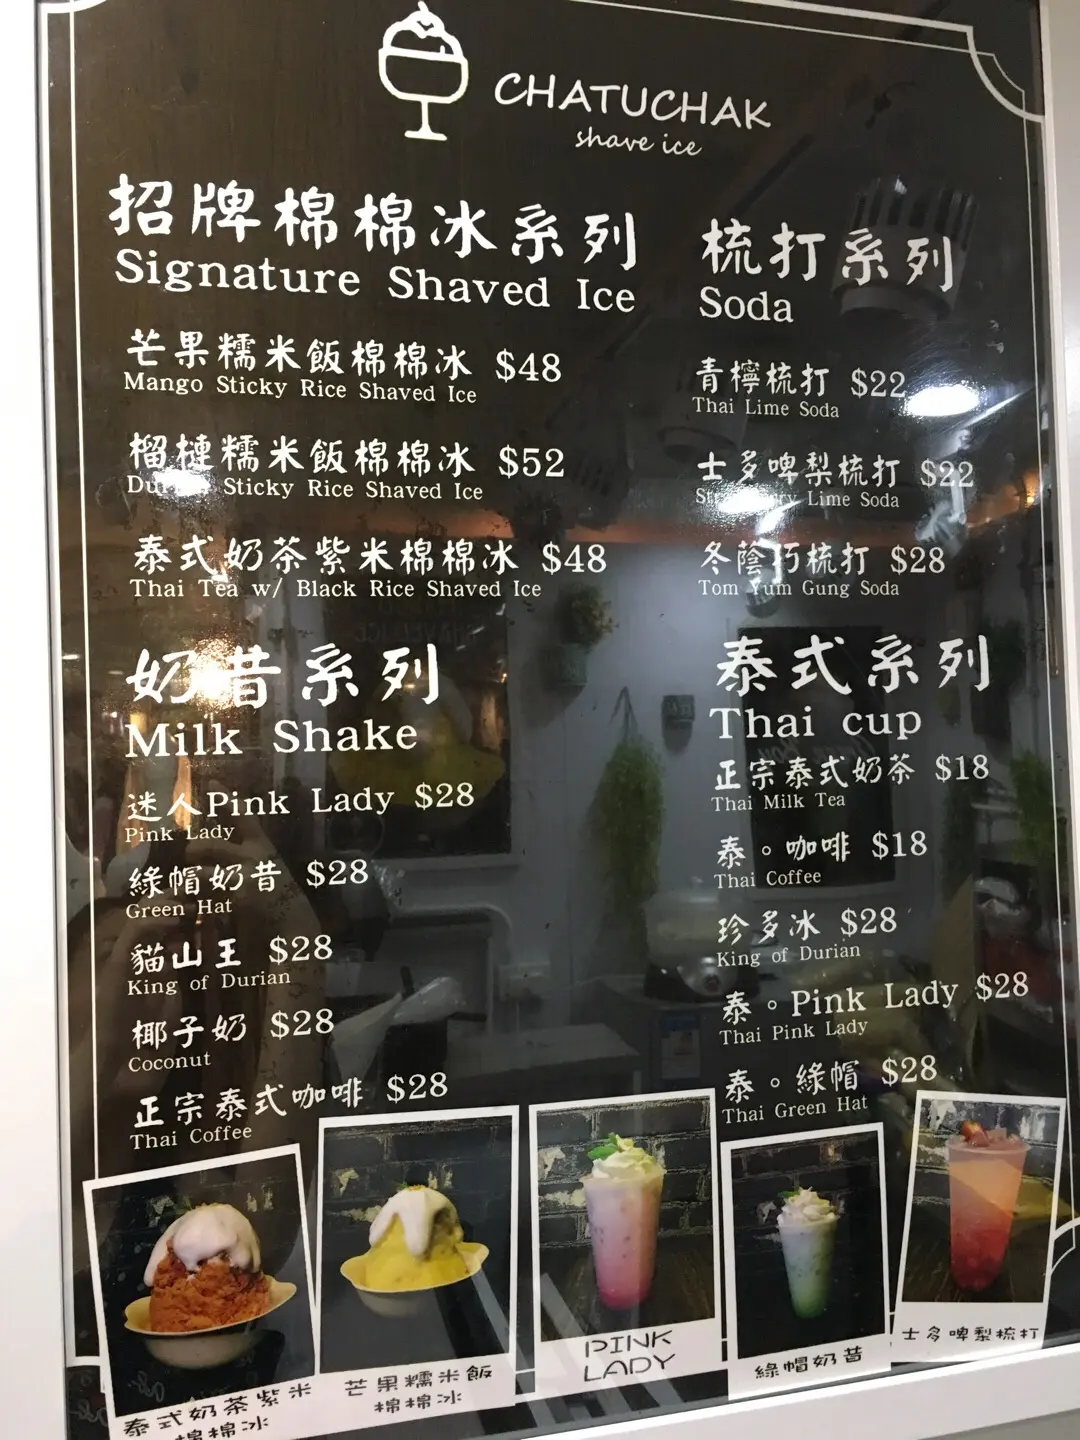 CHATUCHAK
shave ice
招牌棉棉冰系列
Signature Shaved Ice
芒果糯米飯棉棉冰 $48
Mango Sticky Rice Shaved Ice
榴槤糯米飯棉棉冰 $52
Sticky Rice Shaved Ice
泰式奶茶紫米棉棉冰 $48
Thai Tea w/ Black Rice Shaved Ice
奶昔系列
Milk Shake
迷人Pink Lady $28
Pink Lady
綠帽奶昔 $28
Green Hat
貓山王 $28
King of Durian
椰子奶 $28
Coconut
正宗泰式咖啡 $28
Thai Coffee
梳打系列
Soda
青檸梳打 $22
Thai Lime Soda
士多啤梨梳打 $22
Lime Soda
冬蔭巧梳打 $28
Tom Yum Gung Soda
泰式系列
Thai cup
正宗泰式奶茶 $18
Thai Milk Tea
泰。咖啡 $18
Thai Coffee
珍多冰 $28
King of Durian
泰。Pink Lady $28
Thai Pink Lady
泰。綠帽 $28
Thai Green Hat
泰式奶茶紫米
棉棉冰
芒果糯米飯
棉棉冰
PINK
LADY
綠帽奶昔
士多啤梨梳打